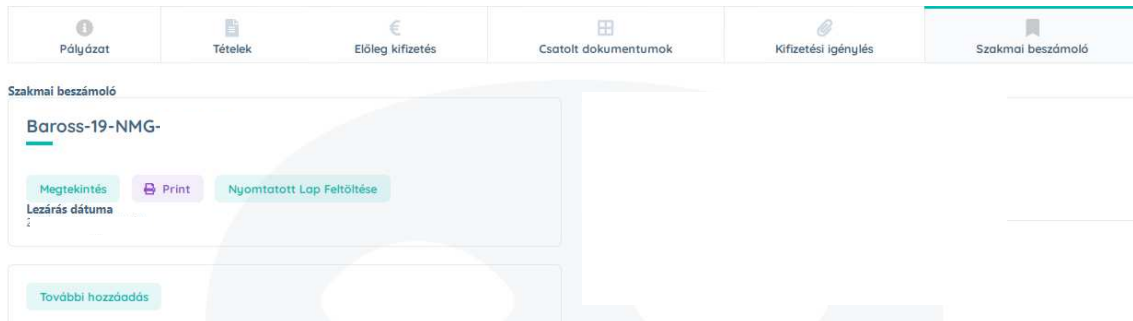 Pályázat
Tételek
Előleg kifizetés
Csatolt dokumentumok
Kifizetési igénylés
Szakmai beszámoló
Szakmai beszámoló
Baross-19-NMG-
Megtekintés
Print
Nyomtatott Lap Feltöltése
Lezárás dátuma
További hozzáadás